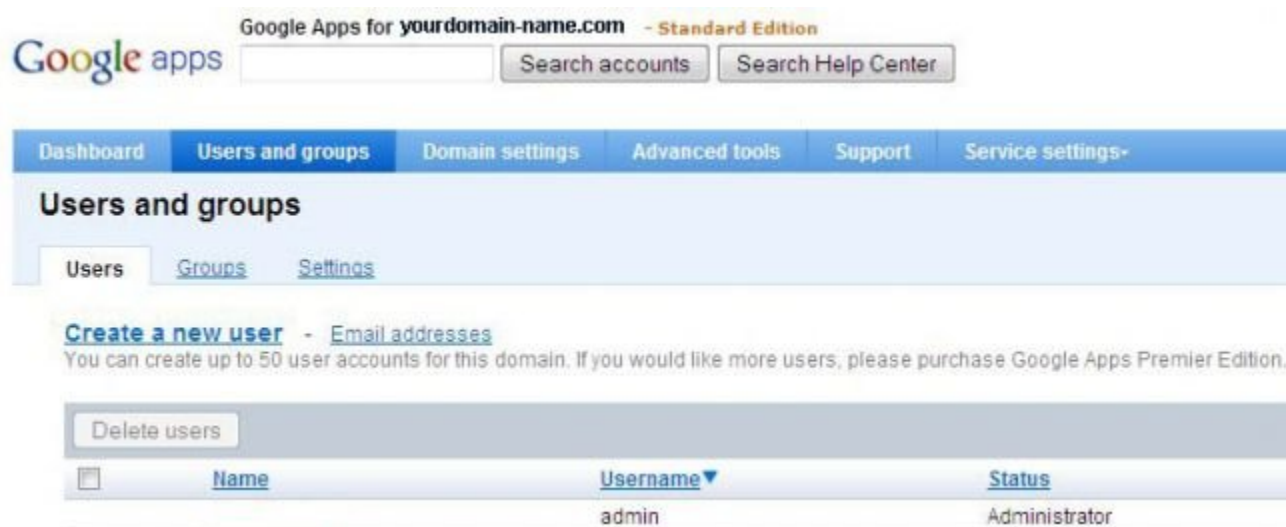 Google Apps for yourdomain-name.com - Standard Edition
Google apps Search accounts Search Help Center
Dashboard Users and groups Domain settings Advanced tools Support Service settings
Users and groups
Users Groups Settings
Create a new user - Email addresses
You can create up to 50 user accounts for this domain. If you would like more users, please purchase Google Apps Premier Edition.
Delete users
Name Username▼ Status
admin Administrator